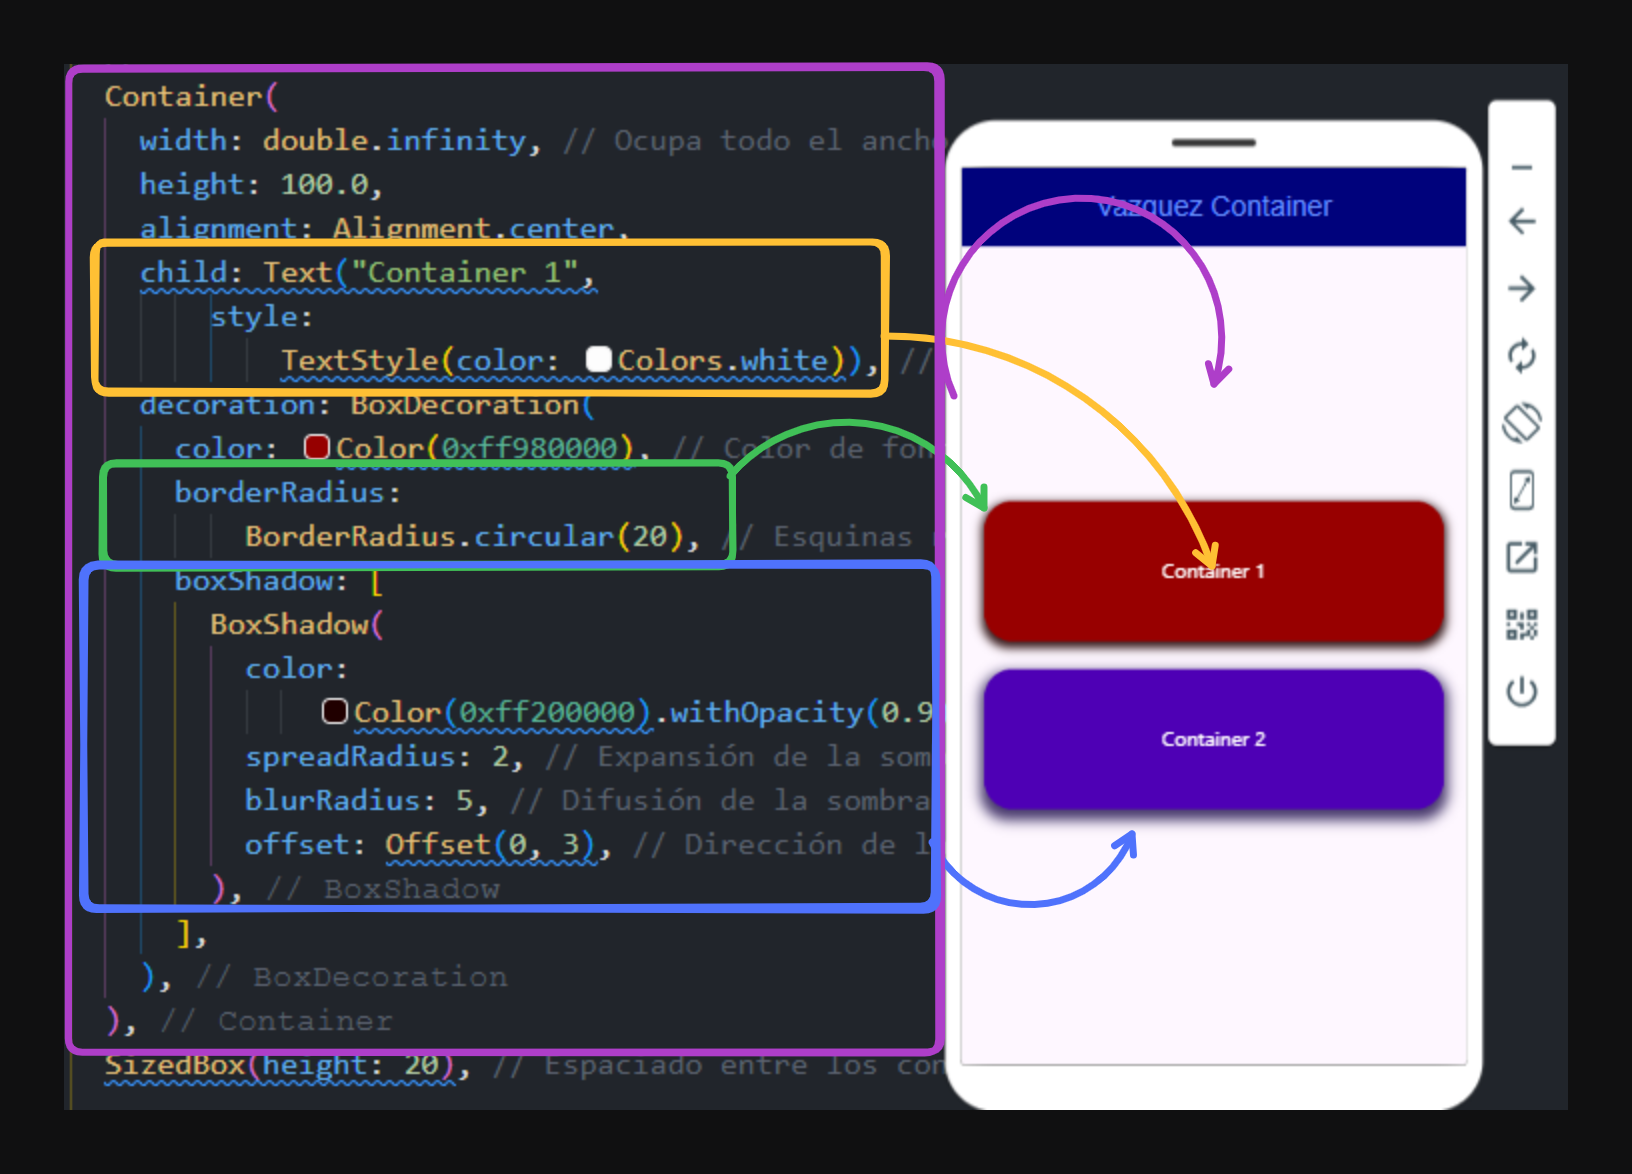 Container(
width: double.infinity, // Ocupa todo el ancho
height: 100.0,
alignment: Alignment.center,
child: Text("Container 1",
style:
TextStyle(color: Colors.white)), //
decoration: BoxDecoration(
color: Color(0xff980000), // Color de fon
borderRadius:
BorderRadius.circular(20), // Esquinas
boxShadow: [
BoxShadow(
color:
Color(0xff200000).withOpacity(0.9
spreadRadius: 2, // Expansión de la som
blurRadius: 5, // Difusión de la sombra
offset: Offset(0, 3), // Dirección de l
), // BoxShadow
],
), // BoxDecoration
), // Container
SizedBox(height: 20), // Espaciado entre los con
Vazquez Container
Container 1
Container 2